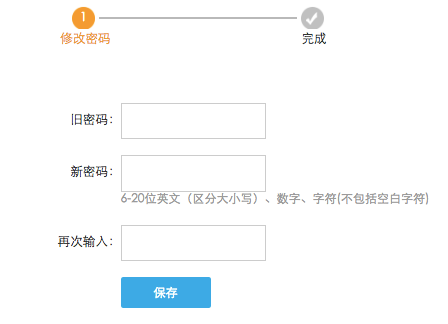 1
修改密码
完成
旧密码：
新密码：
6-20位英文（区分大小写）、数字、字符(不包括空白字符)
再次输入：
保存